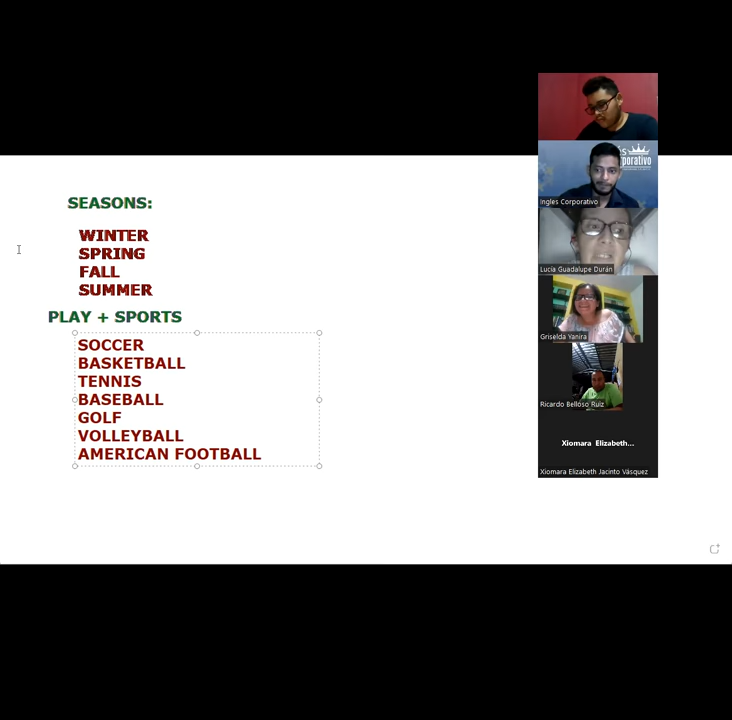 SEASONS:
WINTER
SPRING
FALL
SUMMER
PLAY + SPORTS
SOCCER
BASKETBALL
TENNIS
BASEBALL
GOLF
VOLLEYBALL
AMERICAN FOOTBALL
Ingles Corporativo
Lucía Guadalupe Durán
Griselda Yanira
Ricardo Belloso Ruiz
Xiomara Elizabeth...
Xiomara Elizabeth Jacinto Vásquez